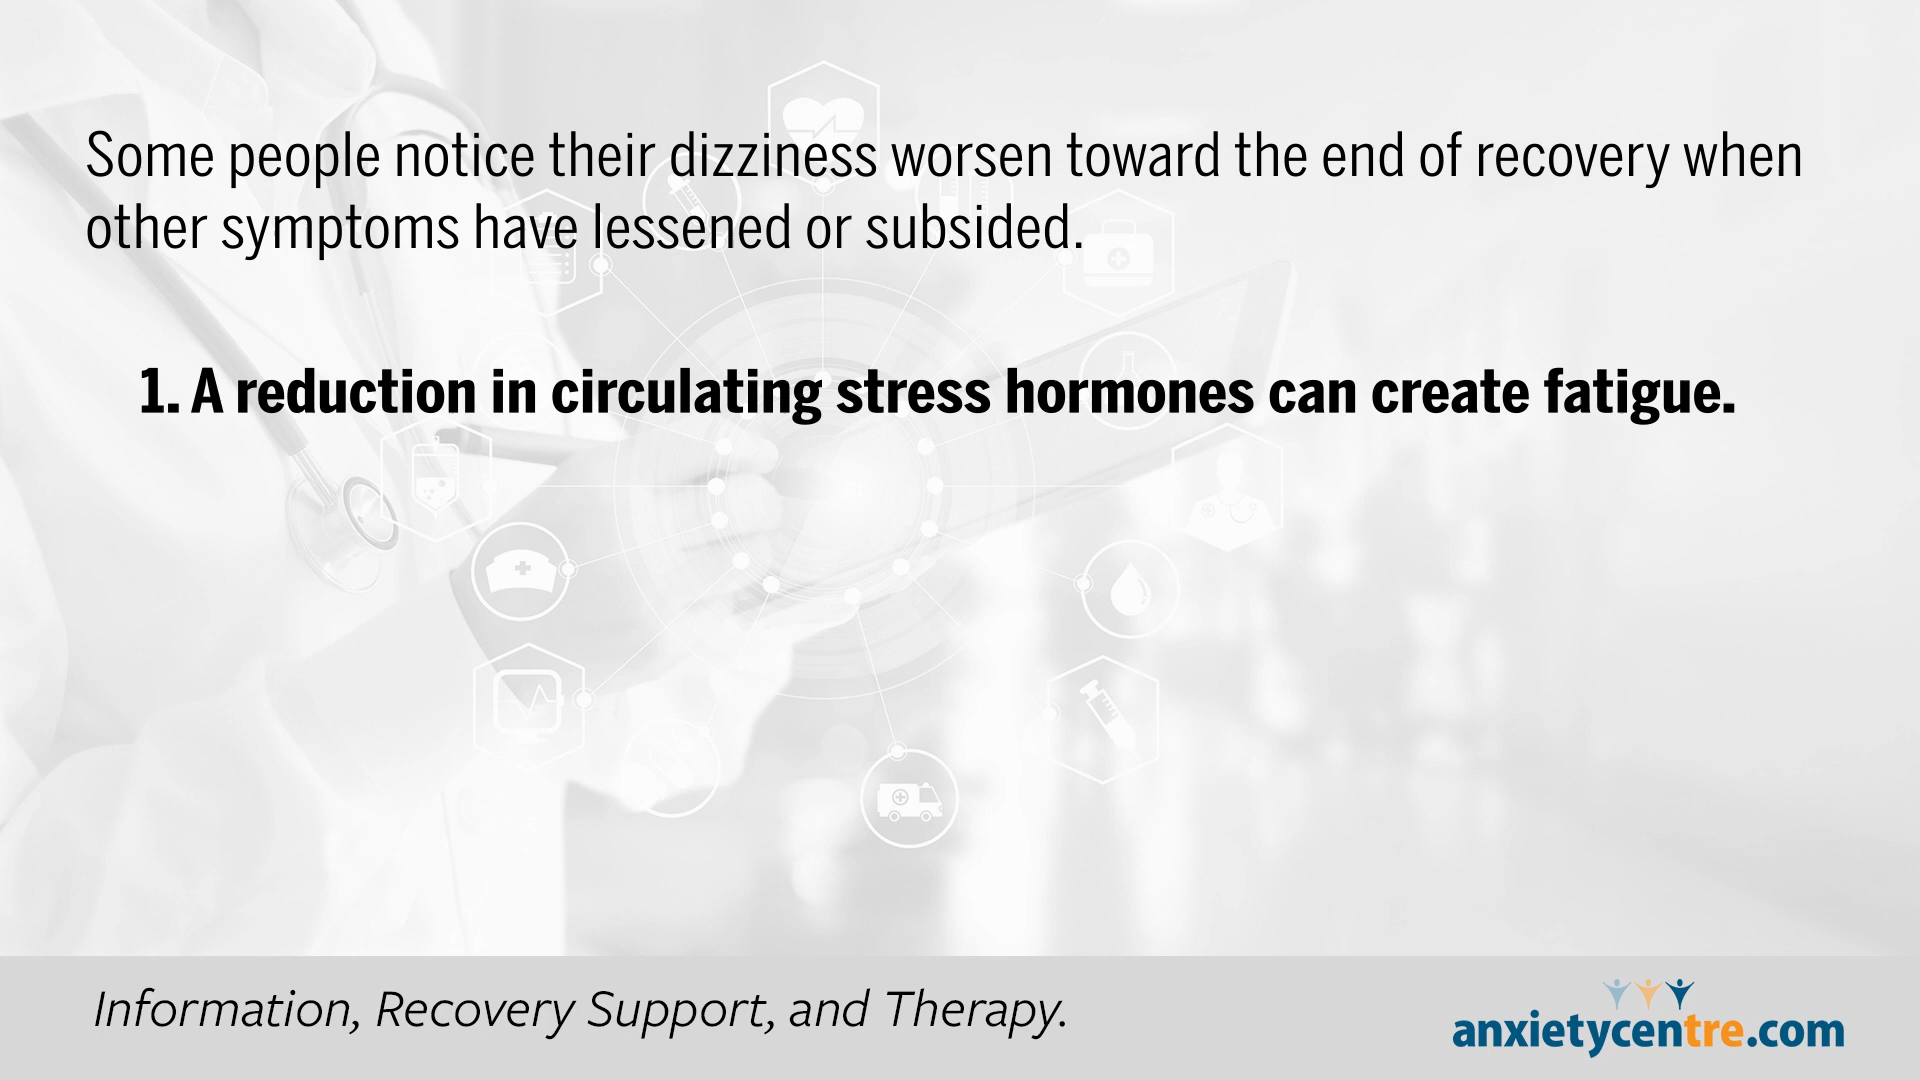 Some people notice their dizziness worsen toward the end of recovery when
other symptoms have lessened or subsided.
1. A reduction in circulating stress hormones can create fatigue.
Information, Recovery Support, and Therapy.
anxietycentre.com